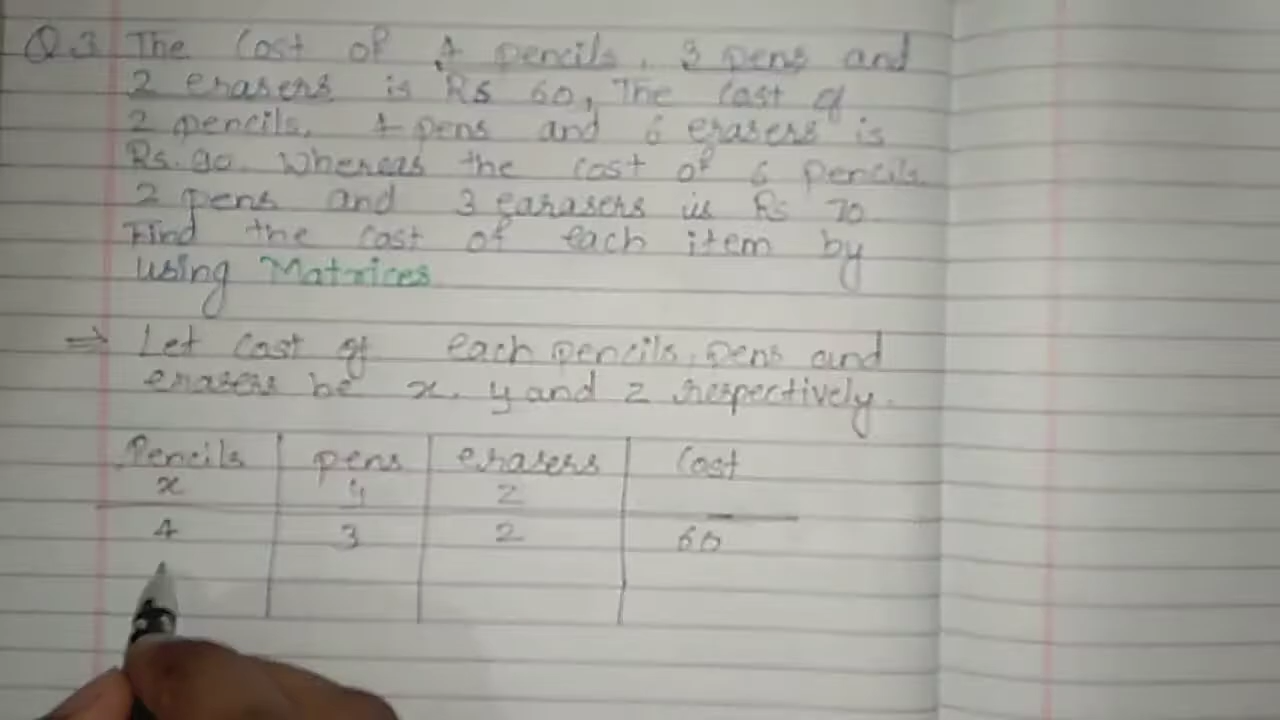 Q.3 The Cost of 4 pencils, 3 pens and
2 erasers is Rs 60, The Cost of
2 pencils, 4 pens and 6 erasers is
Rs.90. Whereas the Cost of 6 pencils
2 pens and 3 earasers is Rs 70
Find the Cost of each item by
using Matrices
⇒ Let Cost of each pencils, pens and
erasers be x, y and z respectively.
Pencils pens erasers Cost
x y z
4 3 2 60